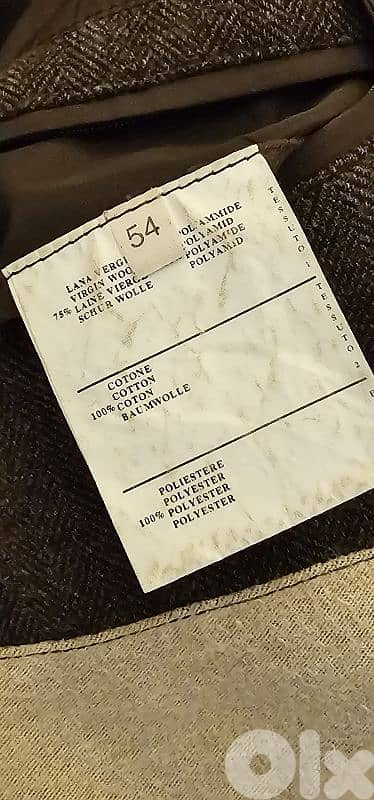 54
LANA VERGI
VIRGIN WOO
75% LAINE VIERG
SCHUR WOLLE
POLIAMMIDE
POLYAMID
POLYAMIDE
POLYAMID
TESSUTO 1
COTONE
COTTON
100% COTON
BAUMWOLLE
TESSUTO 2
POLIESTERE
POLYESTER
100% POLYESTER
POLYESTER
OLX